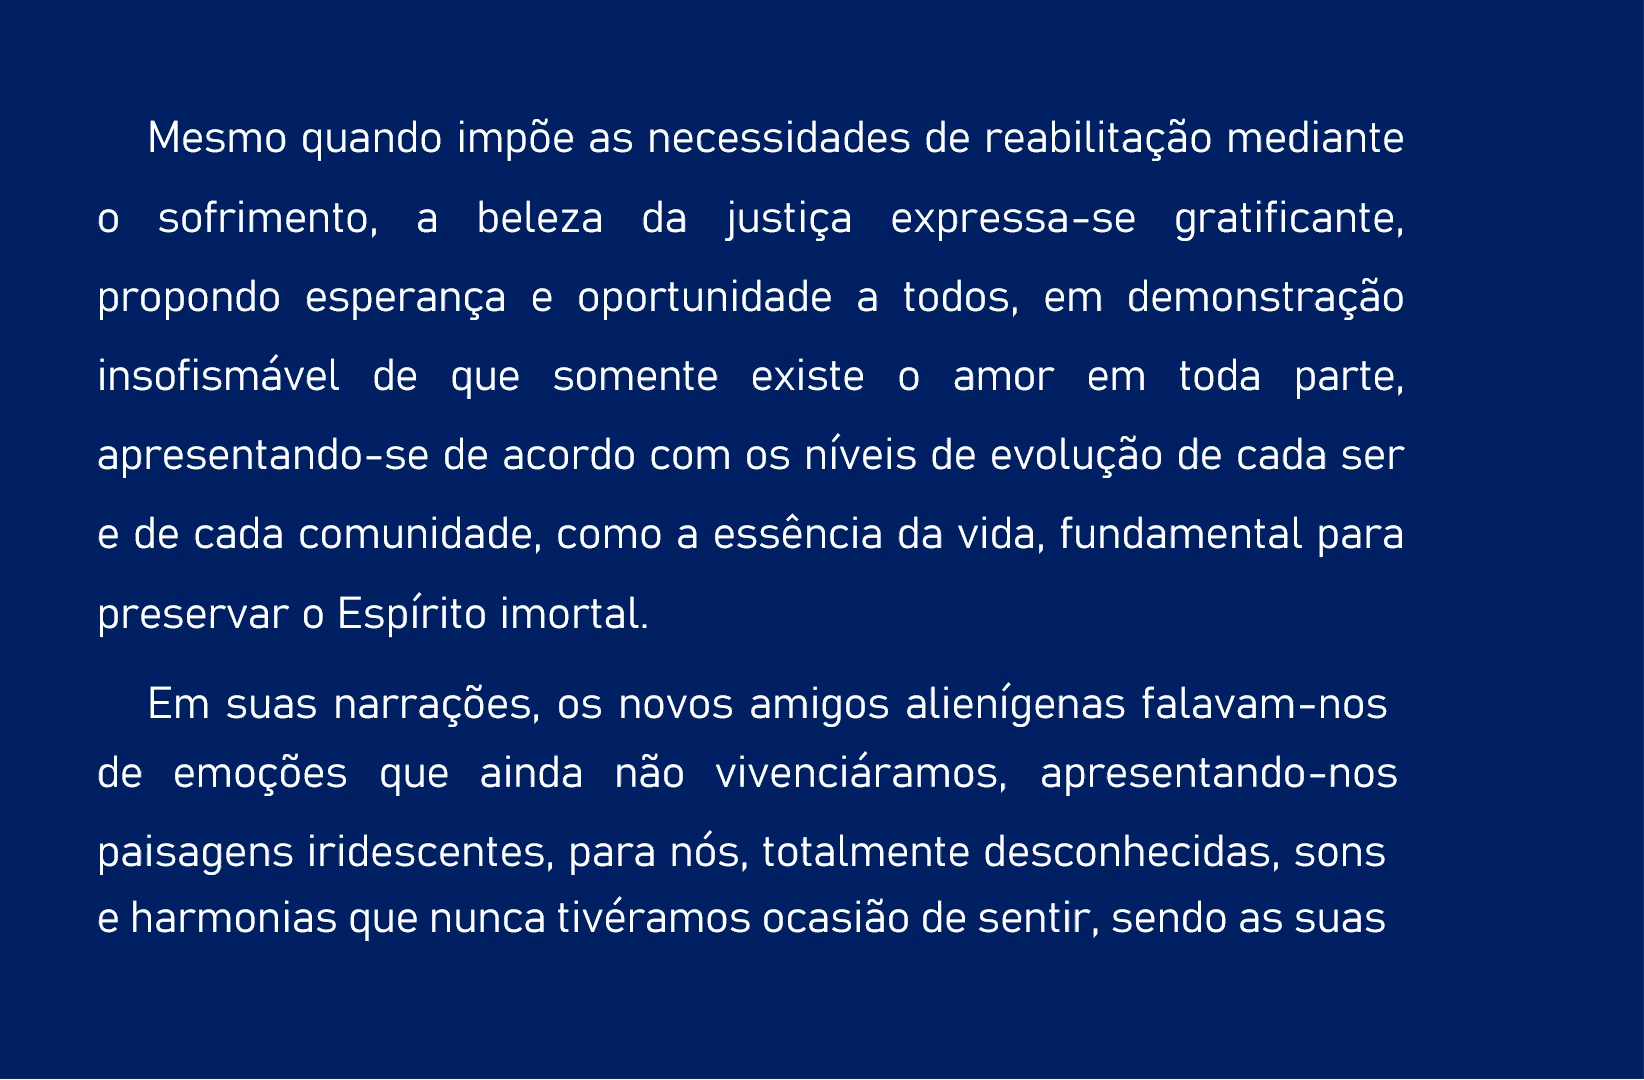 Mesmo quando impõe as necessidades de reabilitação mediante
o sofrimento, a beleza da justiça expressa-se gratificante,
propondo esperança e oportunidade a todos, em demonstração
insofismável de que somente existe o amor em toda parte,
apresentando-se de acordo com os níveis de evolução de cada ser
e de cada comunidade, como a essência da vida, fundamental para
preservar o Espírito imortal.
Em suas narrações, os novos amigos alienígenas falavam-nos
de emoções que ainda não vivenciáramos, apresentando-nos
paisagens iridescentes, para nós, totalmente desconhecidas, sons
e harmonias que nunca tivéramos ocasião de sentir, sendo as suas